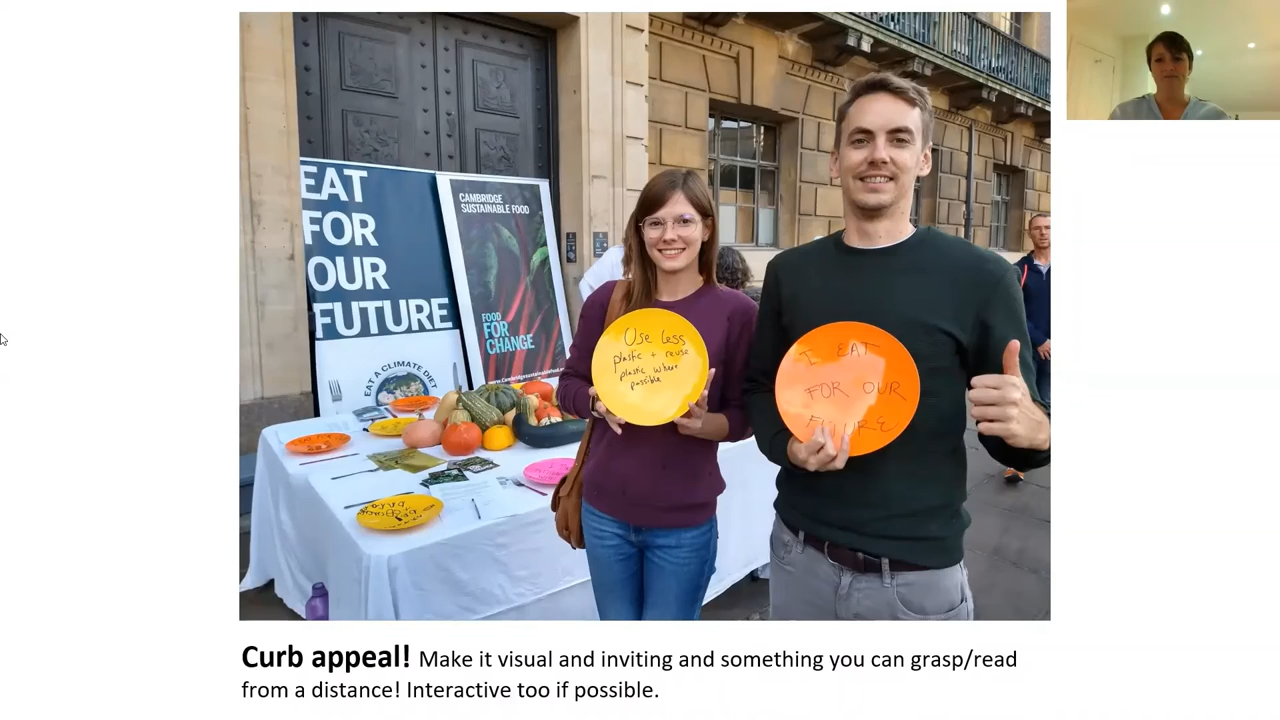 EAT
FOR
OUR
FUTURE
CAMBRIDGE
SUSTAINABLE FOOD
FOOD
FOR
CHANGE
EAT A CLIMATE DIET
Use less
plastic + reuse
plastic where
possible
I EAT
FOR OUR
FUTURE
Curb appeal! Make it visual and inviting and something you can grasp/read
from a distance! Interactive too if possible.